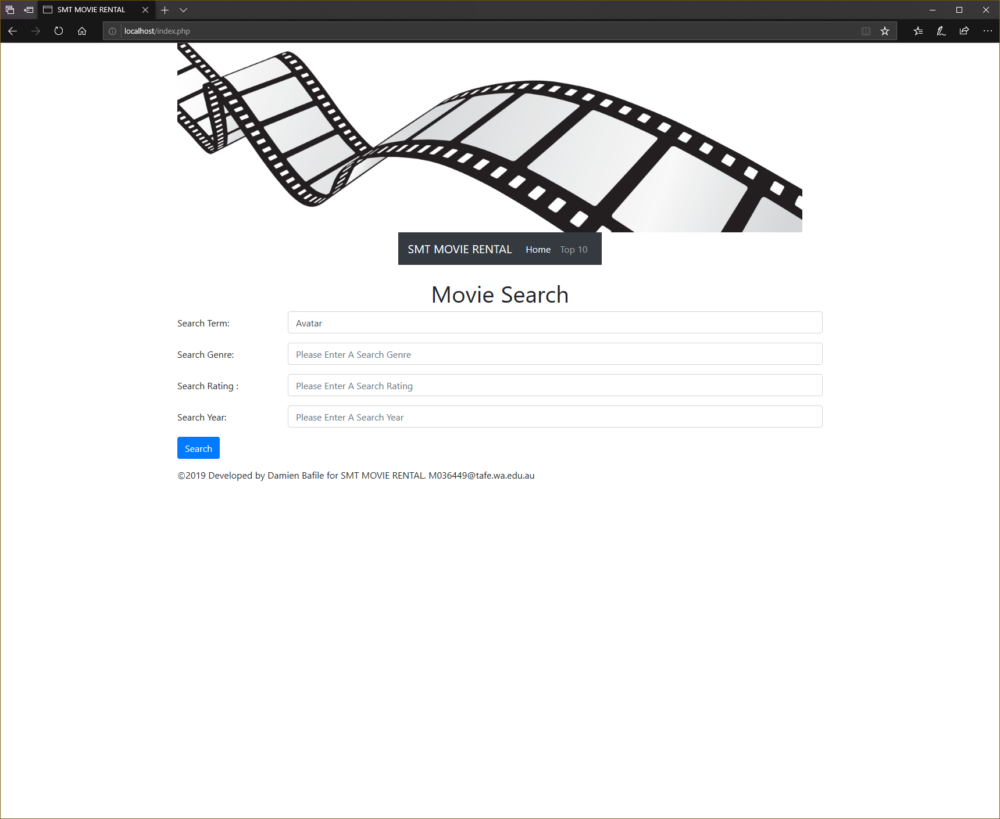 SMT MOVIE RENTAL
localhost/index.php
SMT MOVIE RENTAL Home Top 10
Movie Search
Search Term: Avatar
Search Genre: Please Enter A Search Genre
Search Rating : Please Enter A Search Rating
Search Year: Please Enter A Search Year
Search
©2019 Developed by Damien Bafile for SMT MOVIE RENTAL. M036449@tafe.wa.edu.au